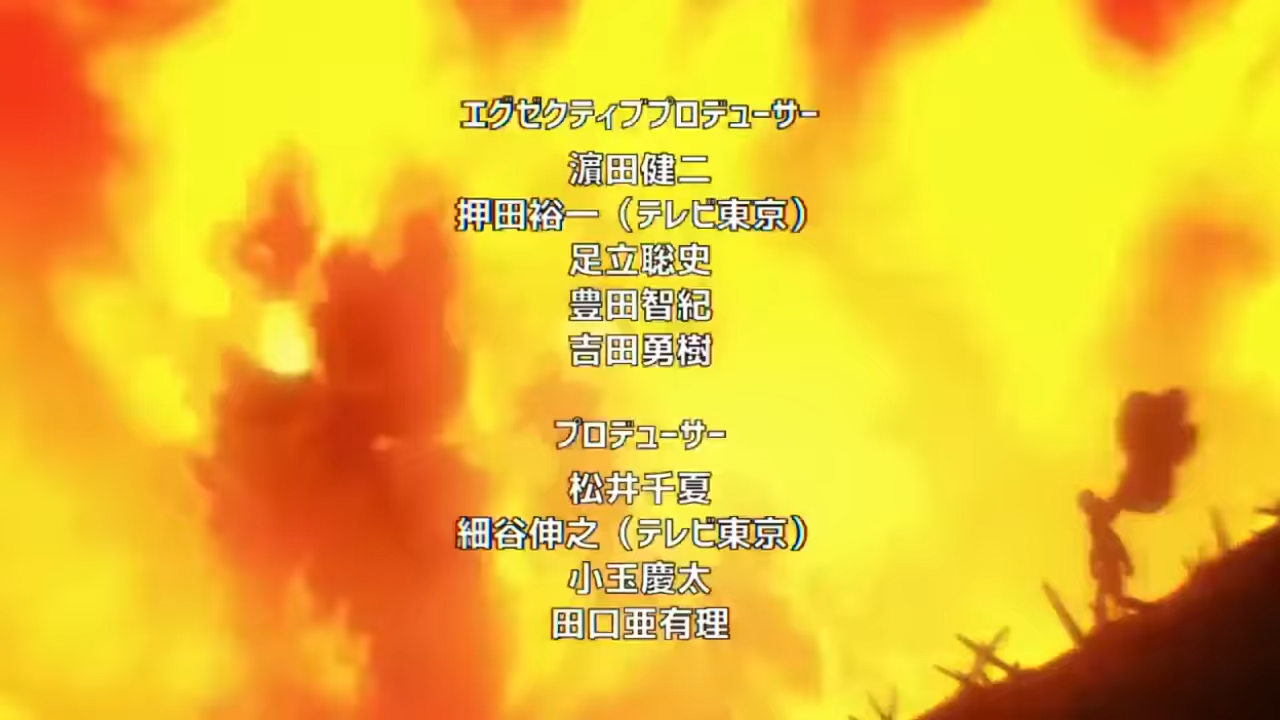 エグゼクティブプロデューサー
濵田健二
押田裕一（テレビ東京）
足立聡史
豊田智紀
吉田勇樹
プロデューサー
松井千夏
細谷伸之（テレビ東京）
小玉慶太
田口亜有理